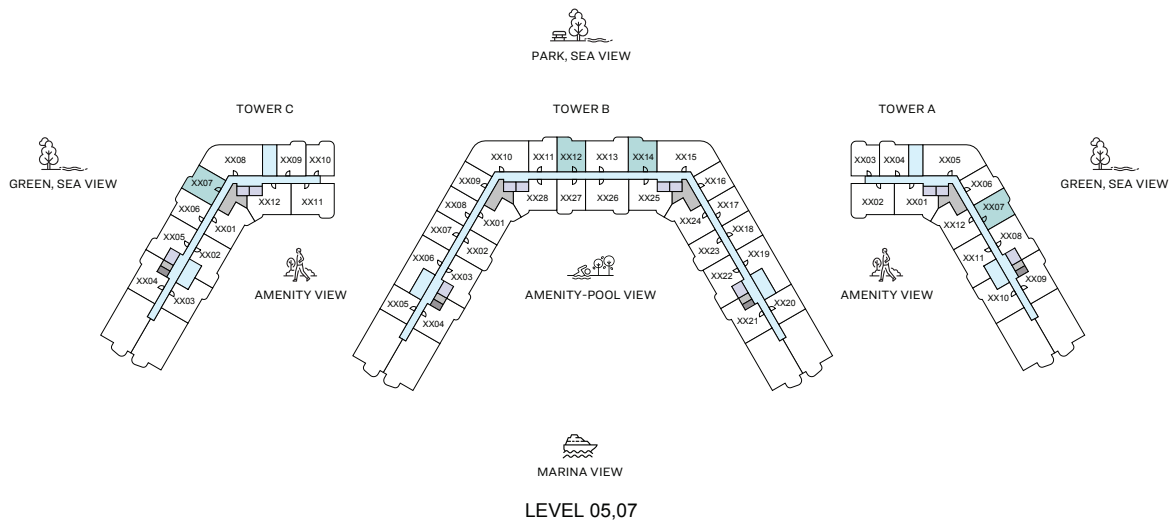 PARK, SEA VIEW
TOWER C
TOWER B
TOWER A
GREEN, SEA VIEW
GREEN, SEA VIEW
XX08
XX09
XX10
XX07
XX06
XX05
XX04
XX01
XX02
XX03
XX12
XX11
AMENITY VIEW
XX10
XX11
XX12
XX13
XX14
XX15
XX09
XX08
XX07
XX06
XX05
XX28
XX27
XX26
XX25
XX01
XX02
XX03
XX04
XX16
XX17
XX18
XX19
XX20
XX24
XX23
XX22
XX21
AMENITY-POOL VIEW
XX03
XX04
XX05
XX06
XX02
XX01
XX07
XX12
XX08
XX11
XX09
XX10
AMENITY VIEW
MARINA VIEW
LEVEL 05,07